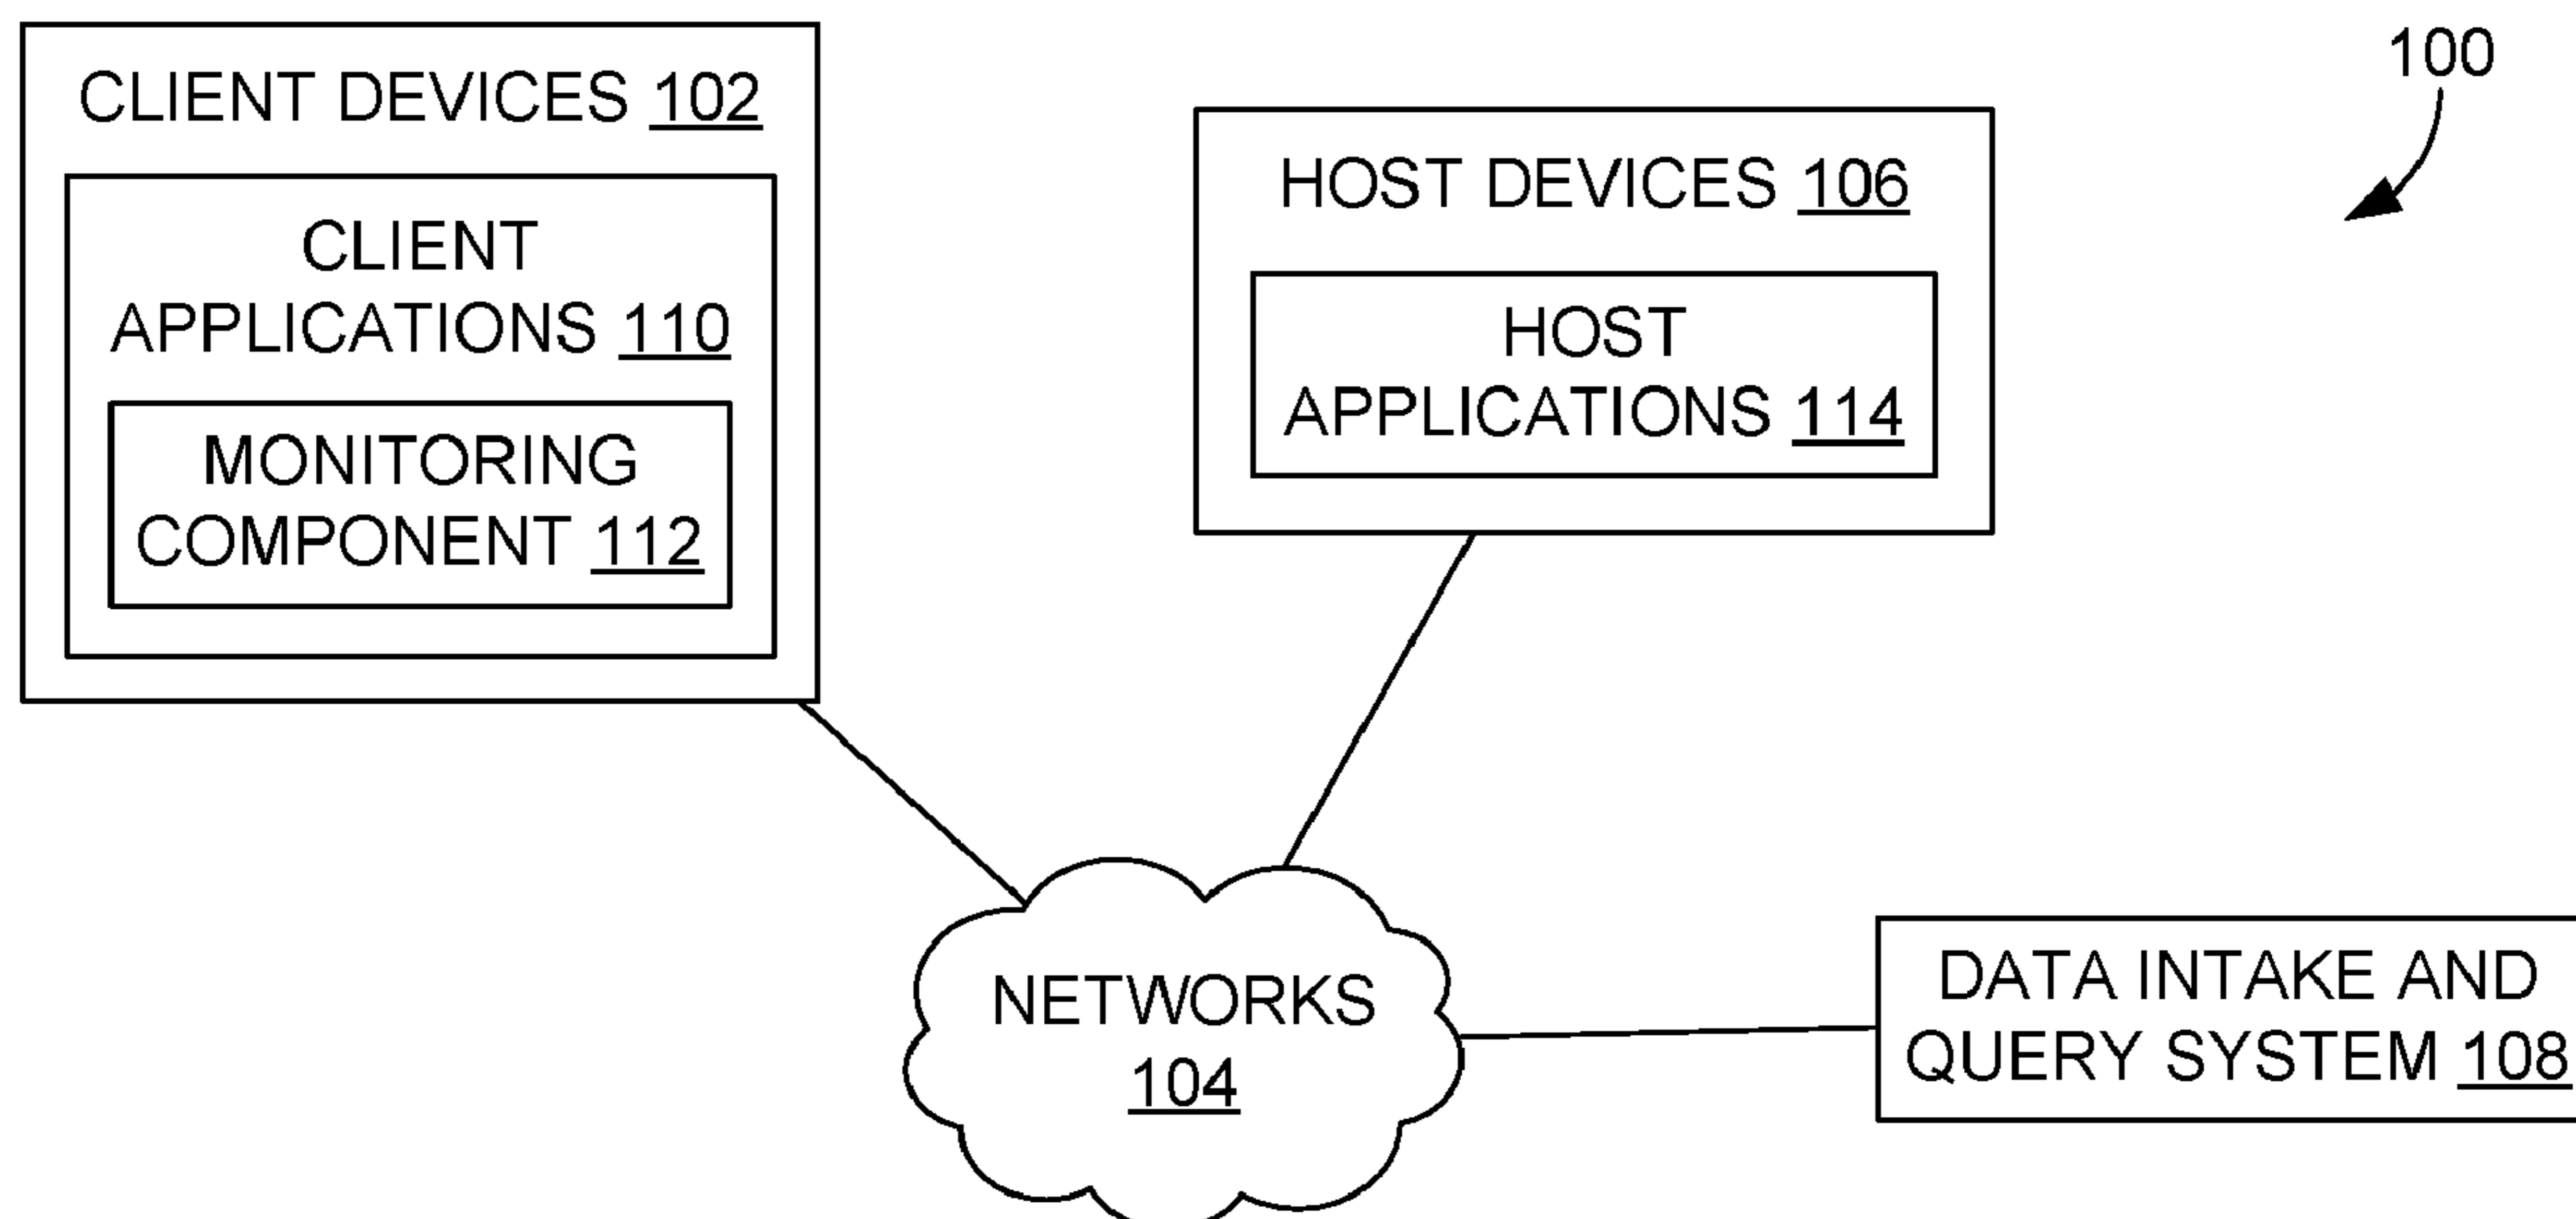 100
CLIENT DEVICES 102
CLIENT
APPLICATIONS 110
MONITORING
COMPONENT 112
HOST DEVICES 106
HOST
APPLICATIONS 114
NETWORKS
104
DATA INTAKE AND
QUERY SYSTEM 108